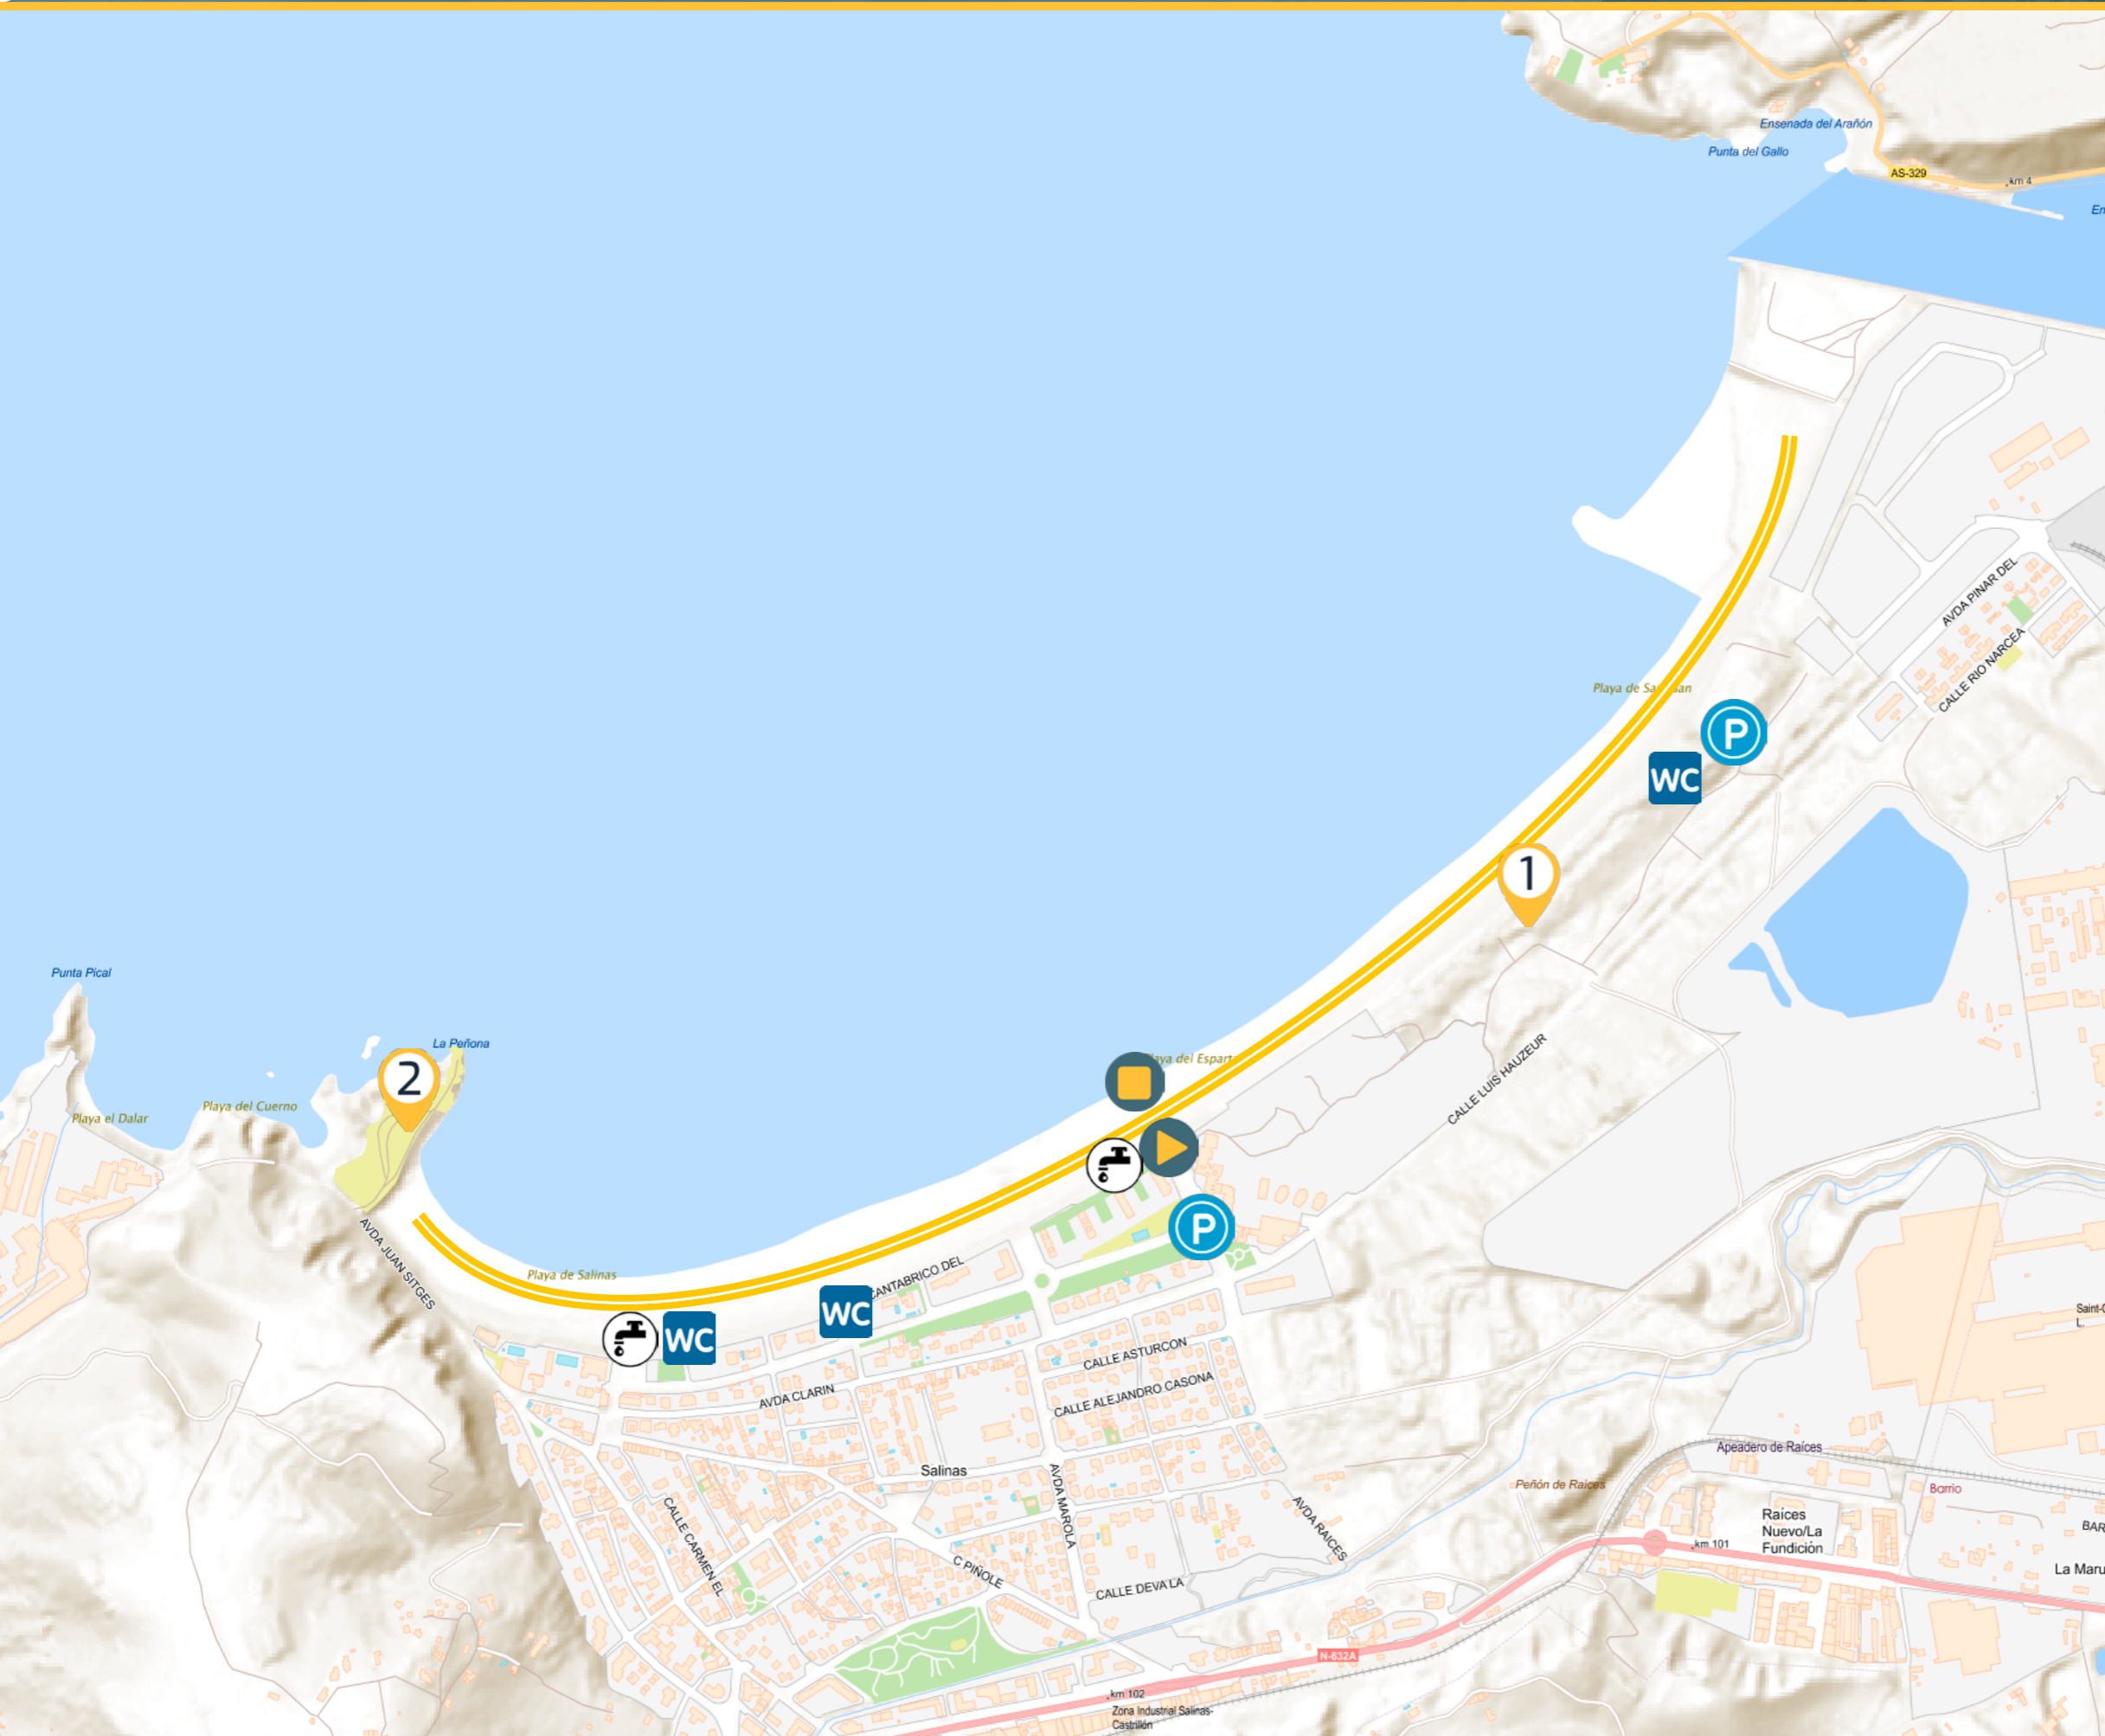 Ensenada del Arañón
Punta del Gallo
AS-329
km 4
En
AVDA PINAR DEL
CALLE RIO NARCEA
Playa de
P
WC
1
Punta Pical
La Peñona
2
Playa del Cuerno
Playa el Dalar
CALLE LUIS HAUZEUR
P
AVDA JUAN SITGES
Playa de Salinas
CANTABRICO DEL
WC
WC
Saint-G
L.
CALLE ASTURCON
CALLE ALEJANDRO CASONA
AVDA CLARIN
Salinas
Apeadero de Raíces
Peñón de Raíces
Barrio
AVDA MAROLA
CALLE CARMEN EL
AVDA RAICES
Raíces
Nuevo/La
Fundición
km 101
BAR
La Maru
C PIÑOLE
CALLE DEVA LA
N-632A
km 102
Zona Industrial Salinas-
Castrillón